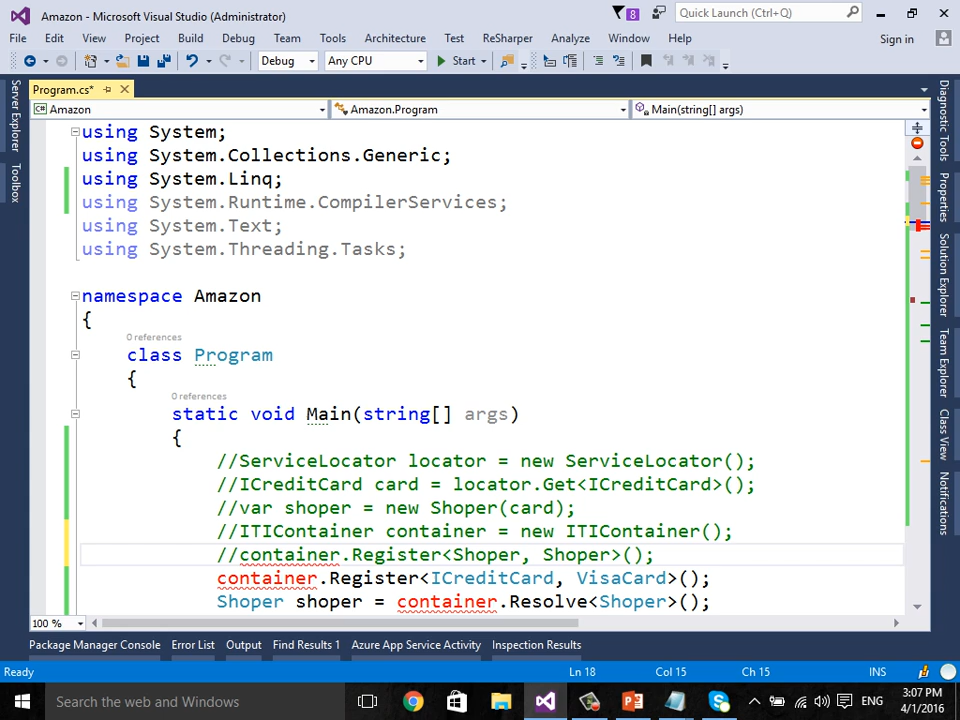 Amazon - Microsoft Visual Studio (Administrator)
8
Quick Launch (Ctrl+Q)
File Edit View Project Build Debug Team Tools Architecture Test ReSharper Analyze Window Help
Sign in
Debug
Any CPU
Start
Program.cs*
Amazon
Amazon.Program
Main(string[] args)
Server Explorer
Toolbox
using System;
using System.Collections.Generic;
using System.Linq;
using System.Runtime.CompilerServices;
using System.Text;
using System.Threading.Tasks;
namespace Amazon
{
0 references
class Program
{
0 references
static void Main(string[] args)
{
//ServiceLocator locator = new ServiceLocator();
//ICreditCard card = locator.Get<ICreditCard>();
//var shoper = new Shoper(card);
//ITIContainer container = new ITIContainer();
//container.Register<Shoper, Shoper>();
container.Register<ICreditCard, VisaCard>();
Shoper shoper = container.Resolve<Shoper>();
Diagnostic Tools
Properties
Solution Explorer
Team Explorer
Class View
Notifications
100 %
Package Manager Console Error List Output Find Results 1 Azure App Service Activity Inspection Results
Ready
Ln 18
Col 15
Ch 15
INS
Search the web and Windows
ENG
3:07 PM
4/1/2016